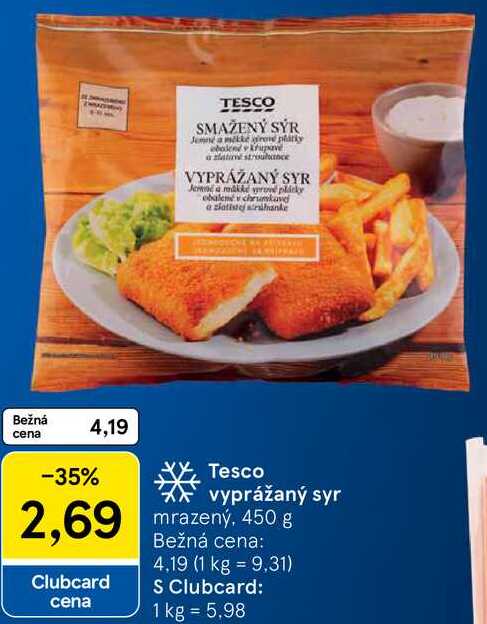 TESCO
SMAŽENÝ SÝR
Jemné a měkké sýrové plátky
obalené v křupavé
a zlatavé strouhance
VYPRÁŽANÝ SYR
Jemné a mäkké syrové plátky
obalené v chrumkavej
a zlatistej strúhanke
Bežná
cena
4,19
-35%
2,69
Clubcard
cena
Tesco
vyprážaný syr
mrazený, 450 g
Bežná cena:
4,19 (1 kg = 9,31)
S Clubcard:
1 kg = 5,98